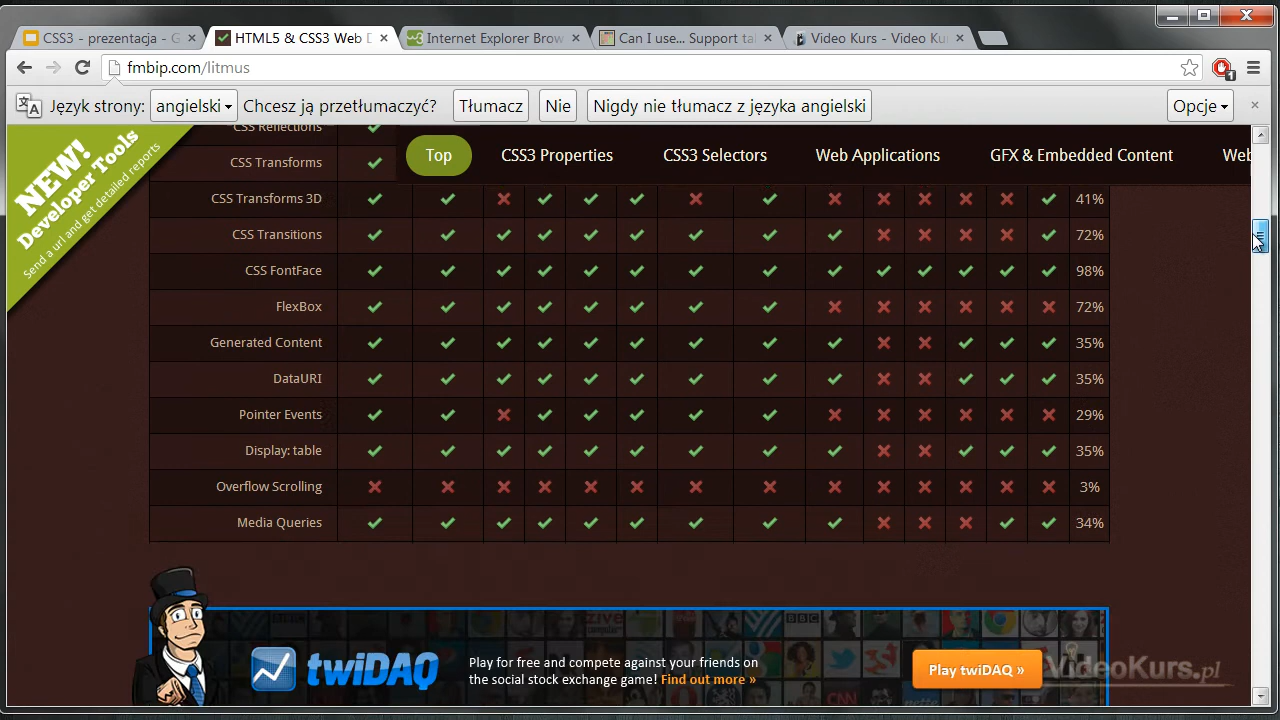 CSS3 - prezentacja - G
HTML5 & CSS3 Web D
Internet Explorer Brow
Can I use... Support ta
Video Kurs - Video Ku
fmbip.com/litmus
1
Język strony: angielski Chcesz ją przetłumaczyć? Tłumacz Nie Nigdy nie tłumacz z języka angielski Opcje
NEW!
Developer Tools
Send a url and get detailed reports
Top CSS3 Properties CSS3 Selectors Web Applications GFX & Embedded Content Web
CSS Reflections
CSS Transforms
CSS Transforms 3D 41%
CSS Transitions 72%
CSS FontFace 98%
FlexBox 72%
Generated Content 35%
DataURI 35%
Pointer Events 29%
Display: table 35%
Overflow Scrolling 3%
Media Queries 34%
twiDAQ
Play for free and compete against your friends on
the social stock exchange game! Find out more »
Play twiDAQ »
VideoKurs.pl
BBC
BBC
CNN